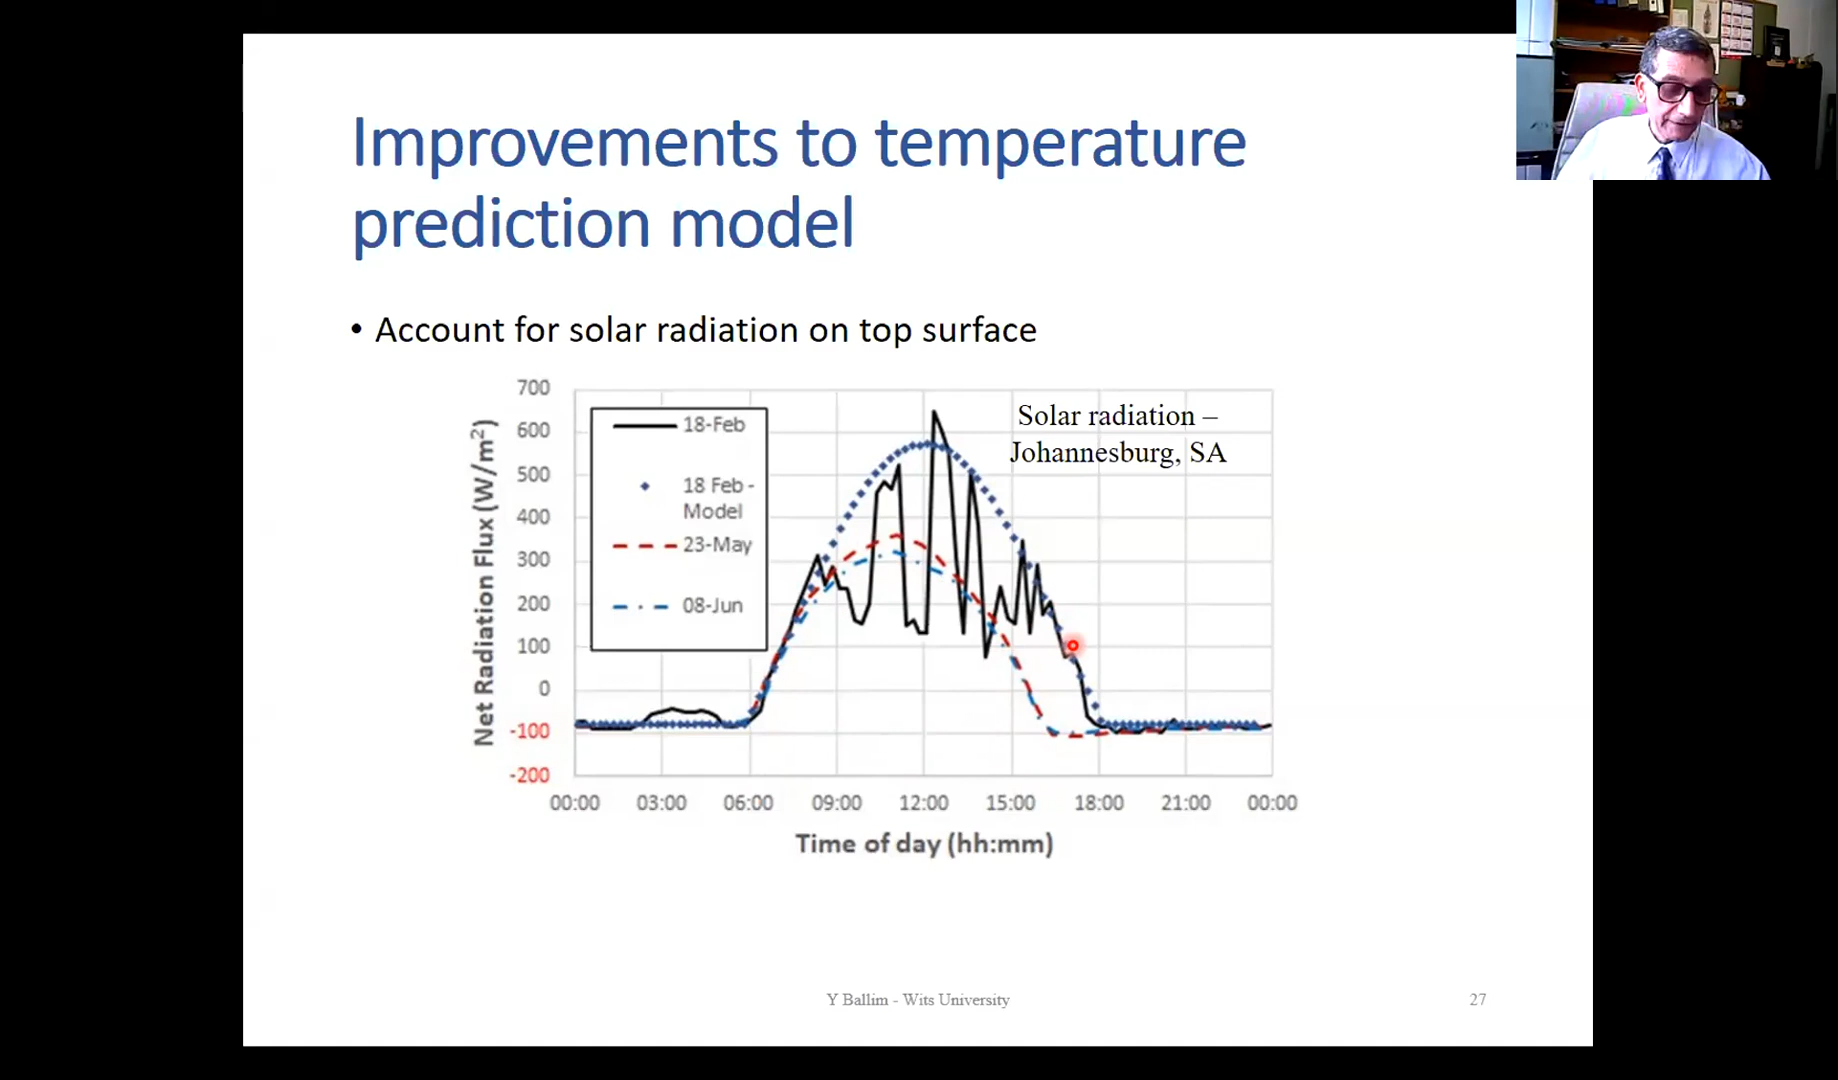 Improvements to temperature
prediction model
• Account for solar radiation on top surface
Solar radiation –
Johannesburg, SA
18-Feb
18 Feb -
Model
23-May
08-Jun
Net Radiation Flux (W/m²)
700
600
500
400
300
200
100
0
-100
-200
00:00 03:00 06:00 09:00 12:00 15:00 18:00 21:00 00:00
Time of day (hh:mm)
Y Ballim - Wits University
27